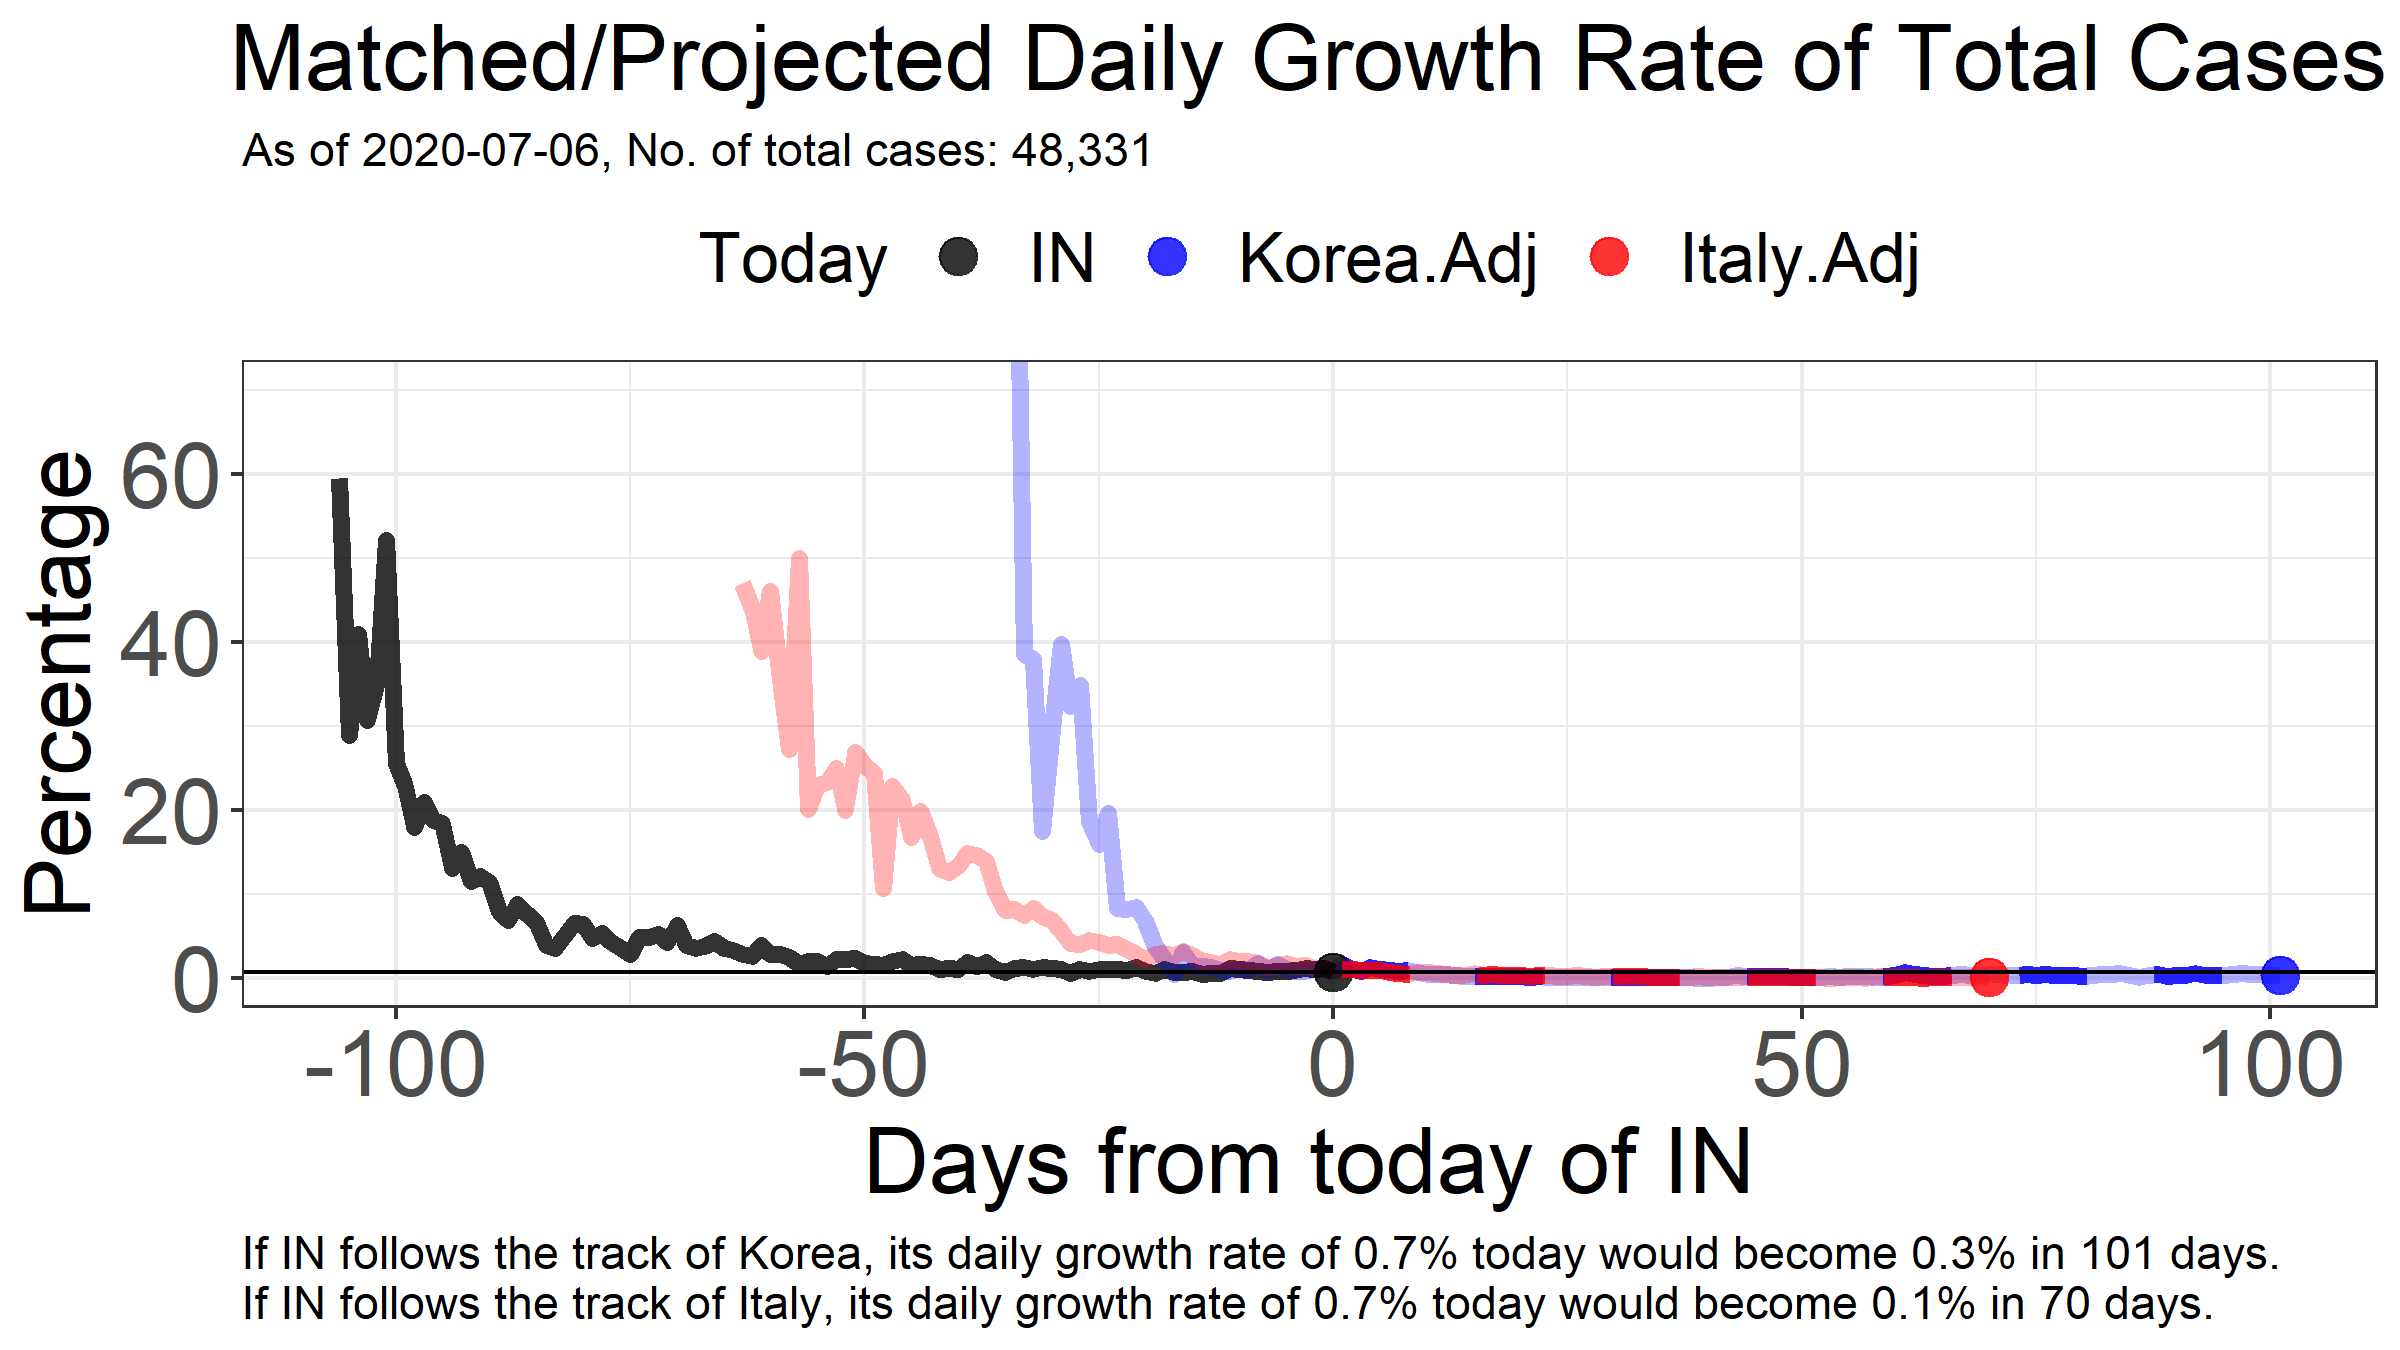 Matched/Projected Daily Growth Rate of Total Cases
As of 2020-07-06, No. of total cases: 48,331
Today IN Korea.Adj Italy.Adj
Percentage
60
40
20
0
-100 -50 0 50 100
Days from today of IN
If IN follows the track of Korea, its daily growth rate of 0.7% today would become 0.3% in 101 days.
If IN follows the track of Italy, its daily growth rate of 0.7% today would become 0.1% in 70 days.